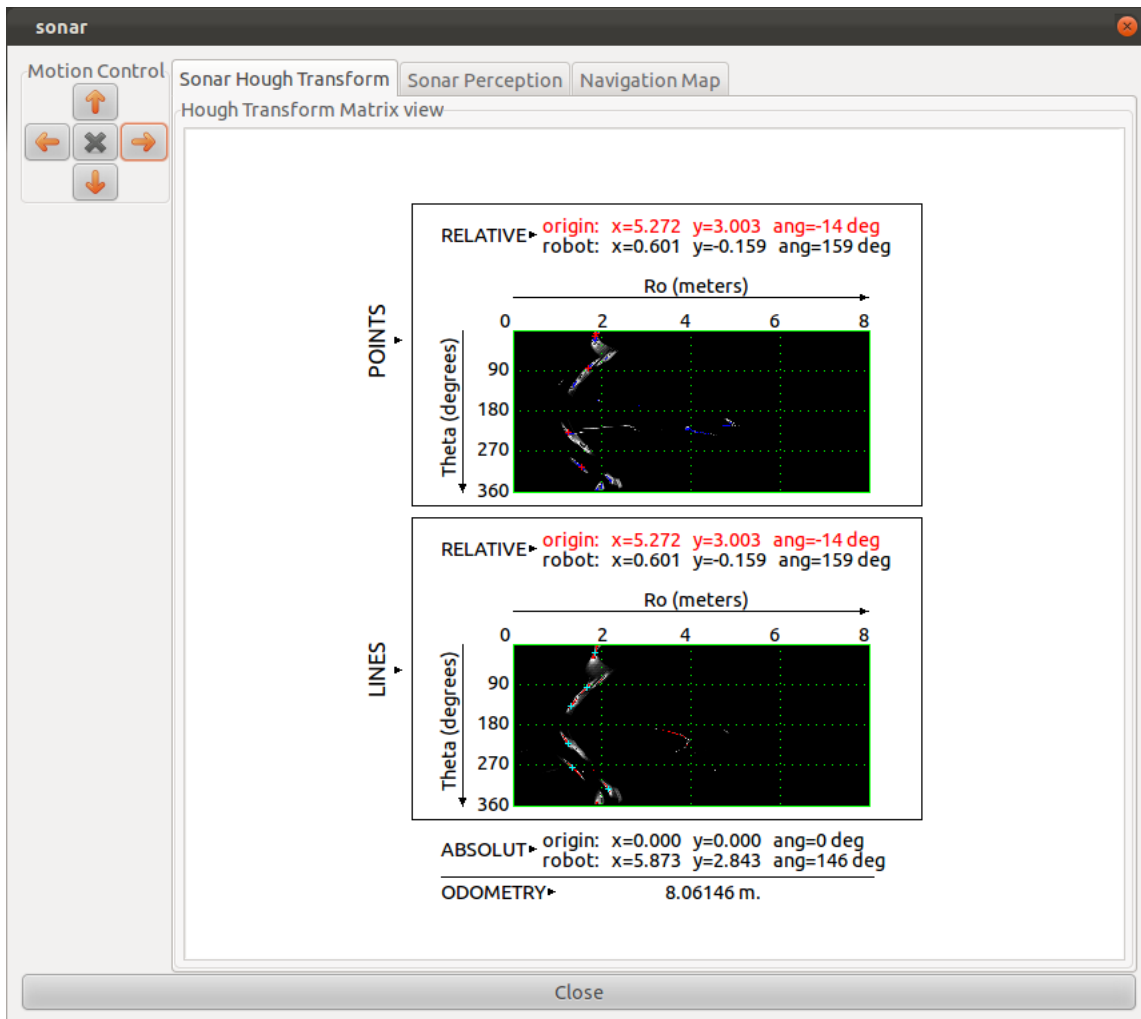 sonar
Motion Control
Sonar Hough Transform Sonar Perception Navigation Map
Hough Transform Matrix view
POINTS
RELATIVE origin: x=5.272 y=3.003 ang=-14 deg
robot: x=0.601 y=-0.159 ang=159 deg
Ro (meters)
0 2 4 6 8
Theta (degrees)
90
180
270
360
LINES
RELATIVE origin: x=5.272 y=3.003 ang=-14 deg
robot: x=0.601 y=-0.159 ang=159 deg
Ro (meters)
0 2 4 6 8
Theta (degrees)
90
180
270
360
ABSOLUT origin: x=0.000 y=0.000 ang=0 deg
robot: x=5.873 y=2.843 ang=146 deg
ODOMETRY 8.06146 m.
Close